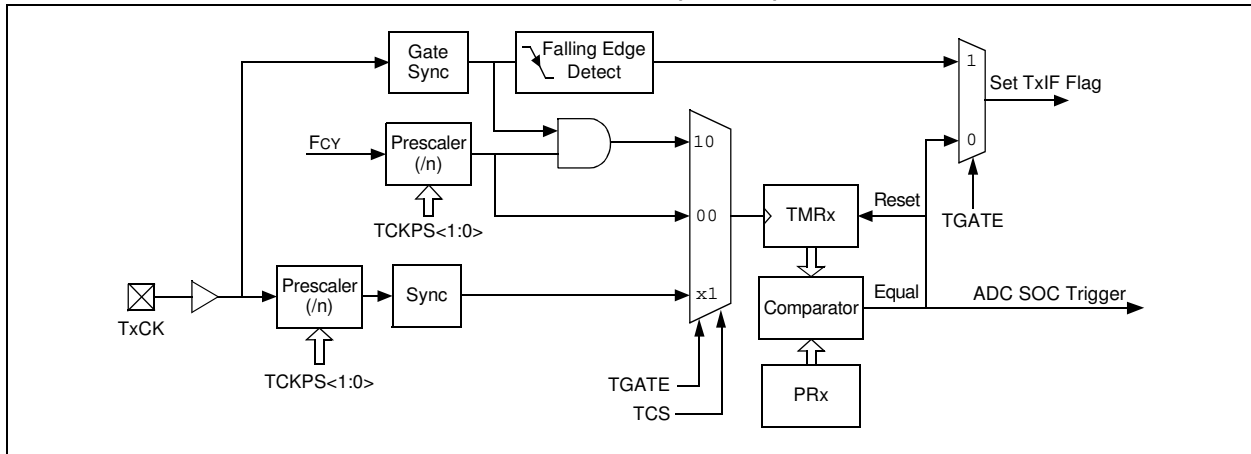 Gate
Sync
Falling Edge
Detect
1
Set TxIF Flag
0
FCY
Prescaler
(/n)
10
TCKPS<1:0>
00
TMRx
Reset
TGATE
TxCK
Prescaler
(/n)
Sync
x1
Comparator
Equal
ADC SOC Trigger
TCKPS<1:0>
TGATE
TCS
PRx